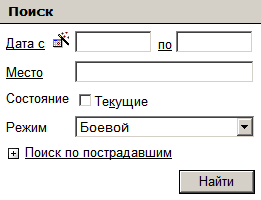 Поиск
Дата с по
Место
Состояние Текущие
Режим Боевой
Поиск по пострадавшим
Найти